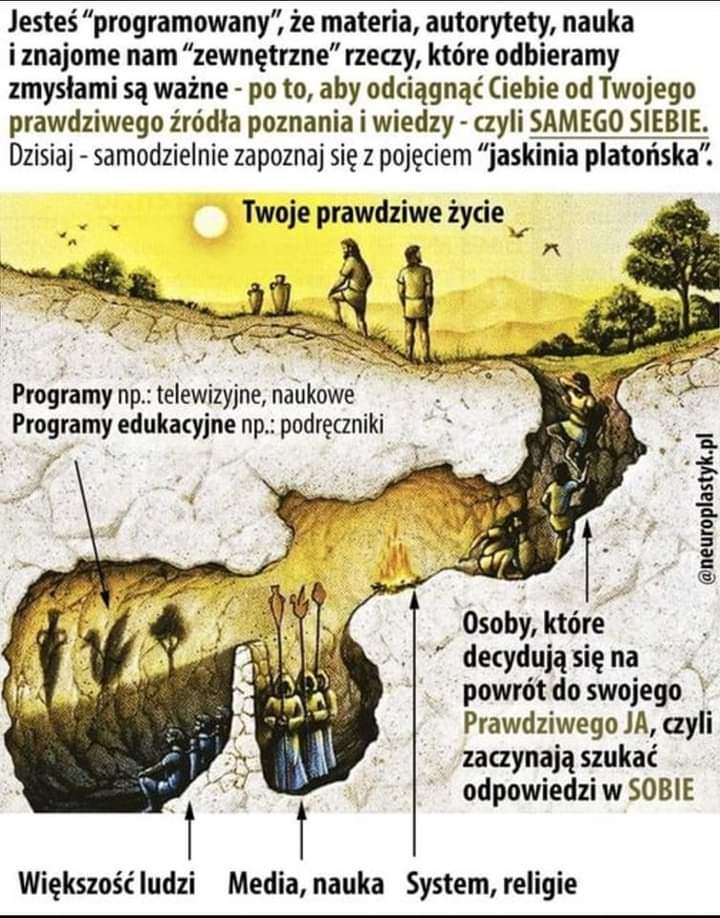 Jesteś "programowany", że materia, autorytety, nauka
i znajome nam "zewnętrzne" rzeczy, które odbieramy
zmysłami są ważne - po to, aby odciągnąć Ciebie od Twojego
prawdziwego źródła poznania i wiedzy - czyli SAMEGO SIEBIE.
Dzisiaj - samodzielnie zapoznaj się z pojęciem "jaskinia platońska".
Twoje prawdziwe życie
Programy np.: telewizyjne, naukowe
Programy edukacyjne np.: podręczniki
@neuroplastyk.pl
Osoby, które
decydują się na
powrót do swojego
Prawdziwego JA, czyli
zaczynają szukać
odpowiedzi w SOBIE
Większość ludzi
Media, nauka
System, religie